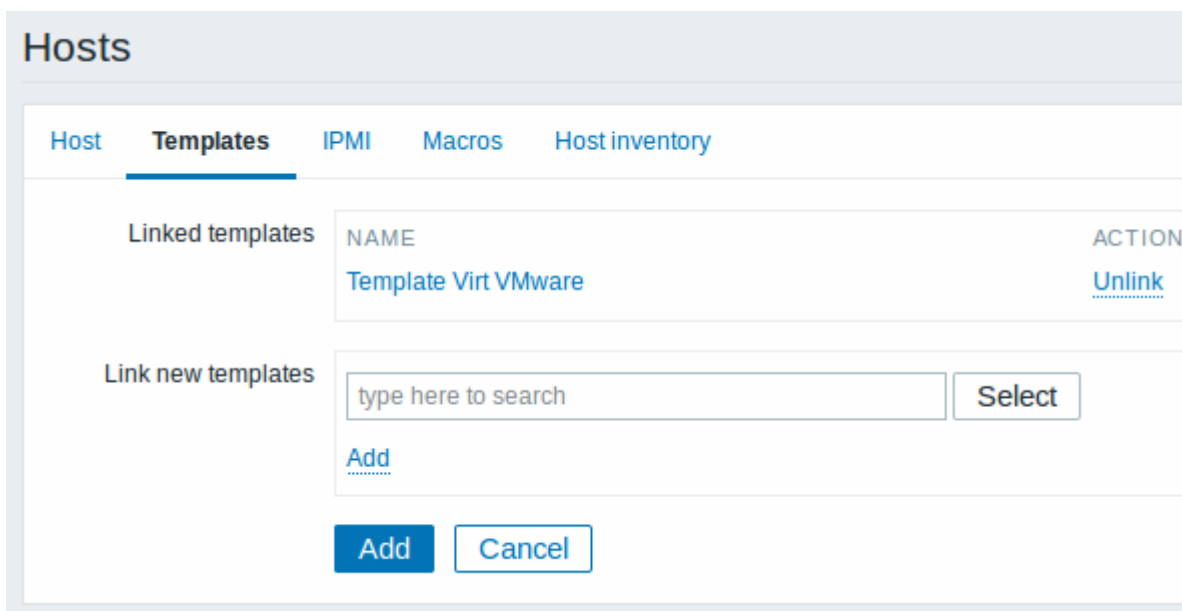 Hosts
Host Templates IPMI Macros Host inventory
Linked templates NAME ACTION
Template Virt VMware Unlink
Link new templates
type here to search Select
Add
Add Cancel